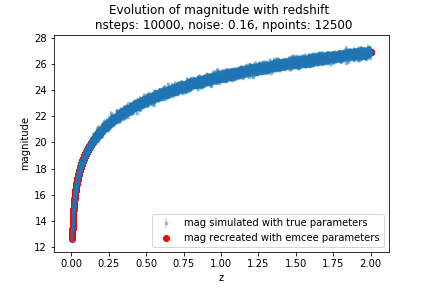 Evolution of magnitude with redshift
nsteps: 10000, noise: 0.16, npoints: 12500
28
26
24
22
20
18
16
14
12
magnitude
mag simulated with true parameters
mag recreated with emcee parameters
0.00 0.25 0.50 0.75 1.00 1.25 1.50 1.75 2.00
z